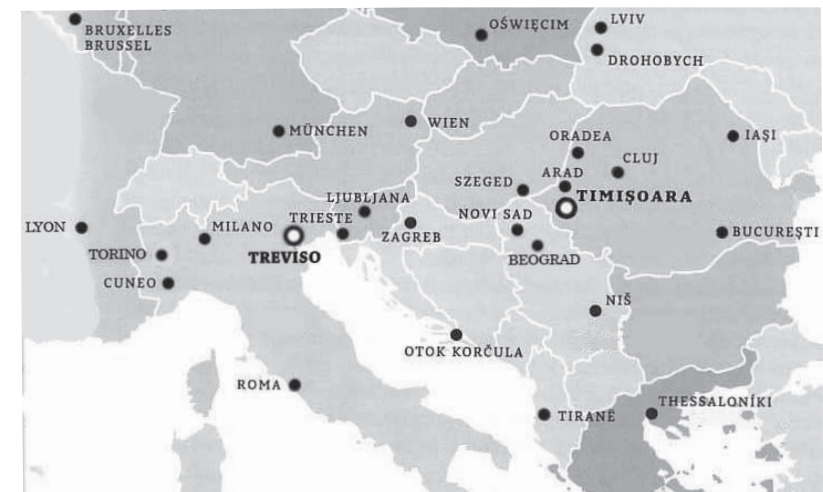 BRUXELLES
BRUSSEL
OŚWIĘCIM
LVIV
DROHOBYCH
MÜNCHEN
WIEN
ORADEA
IAŞI
CLUJ
ARAD
SZEGED
TIMIŞOARA
LJUBLJANA
TRIESTE
NOVI SAD
LYON
MILANO
ZAGREB
BUCUREŞTI
TORINO
TREVISO
BEOGRAD
CUNEO
NIŠ
OTOK KORČULA
ROMA
THESSALONÍKI
TIRANË